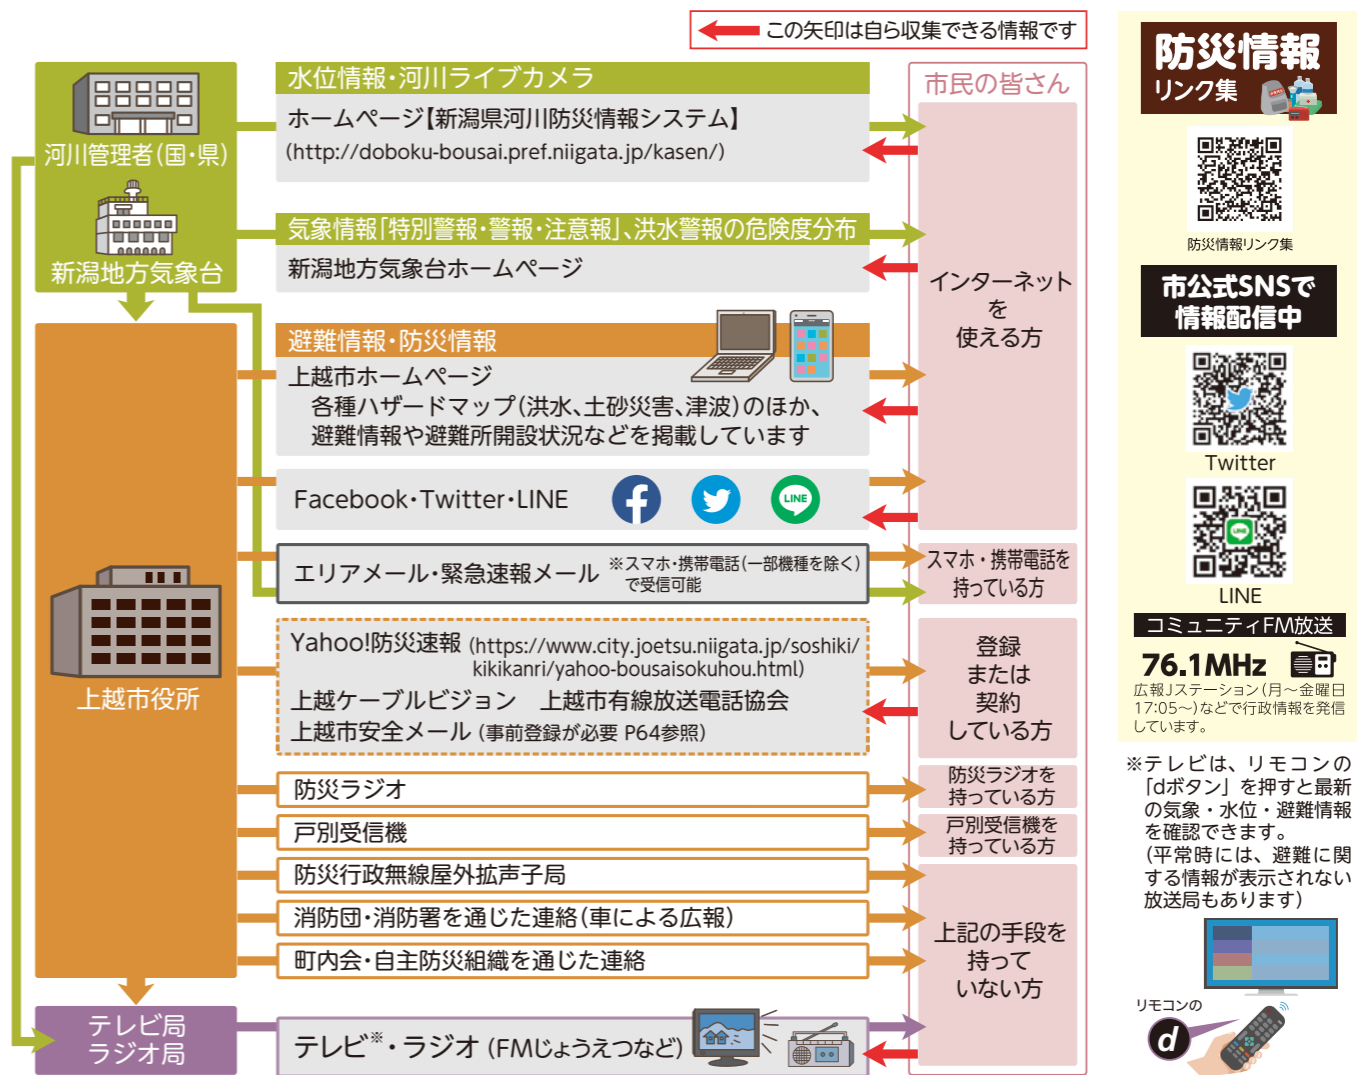 この矢印は自ら収集できる情報です
河川管理者(国・県)
新潟地方気象台
水位情報・河川ライブカメラ
ホームページ【新潟県河川防災情報システム】
(http://doboku-bousai.pref.niigata.jp/kasen/)
気象情報「特別警報・警報・注意報」、洪水警報の危険度分布
新潟地方気象台ホームページ
上越市役所
避難情報・防災情報
上越市ホームページ
各種ハザードマップ(洪水、土砂災害、津波)のほか、
避難情報や避難所開設状況などを掲載しています
Facebook・Twitter・LINE
LINE
エリアメール・緊急速報メール
※スマホ・携帯電話(一部機種を除く)
で受信可能
Yahoo!防災速報 (https://www.city.joetsu.niigata.jp/soshiki/
kikikanri/yahoo-bousaisokuhou.html)
上越ケーブルビジョン 上越市有線放送電話協会
上越市安全メール (事前登録が必要 P64参照)
防災ラジオ
戸別受信機
防災行政無線屋外拡声子局
消防団・消防署を通じた連絡(車による広報)
町内会・自主防災組織を通じた連絡
テレビ局
ラジオ局
テレビ※・ラジオ (FMじょうえつなど)
市民の皆さん
インターネット
を
使える方
スマホ・携帯電話を
持っている方
登録
または
契約
している方
防災ラジオを
持っている方
戸別受信機を
持っている方
上記の手段を
持って
いない方
防災情報
リンク集
防災情報リンク集
市公式SNSで
情報配信中
Twitter
LINE
LINE
コミュニティFM放送
76.1MHz
広報Jステーション(月～金曜日
17:05～)などで行政情報を発信
しています。
※テレビは、リモコンの
「dボタン」を押すと最新
の気象・水位・避難情報
を確認できます。
(平常時には、避難に関
する情報が表示されない
放送局もあります)
リモコンの
d